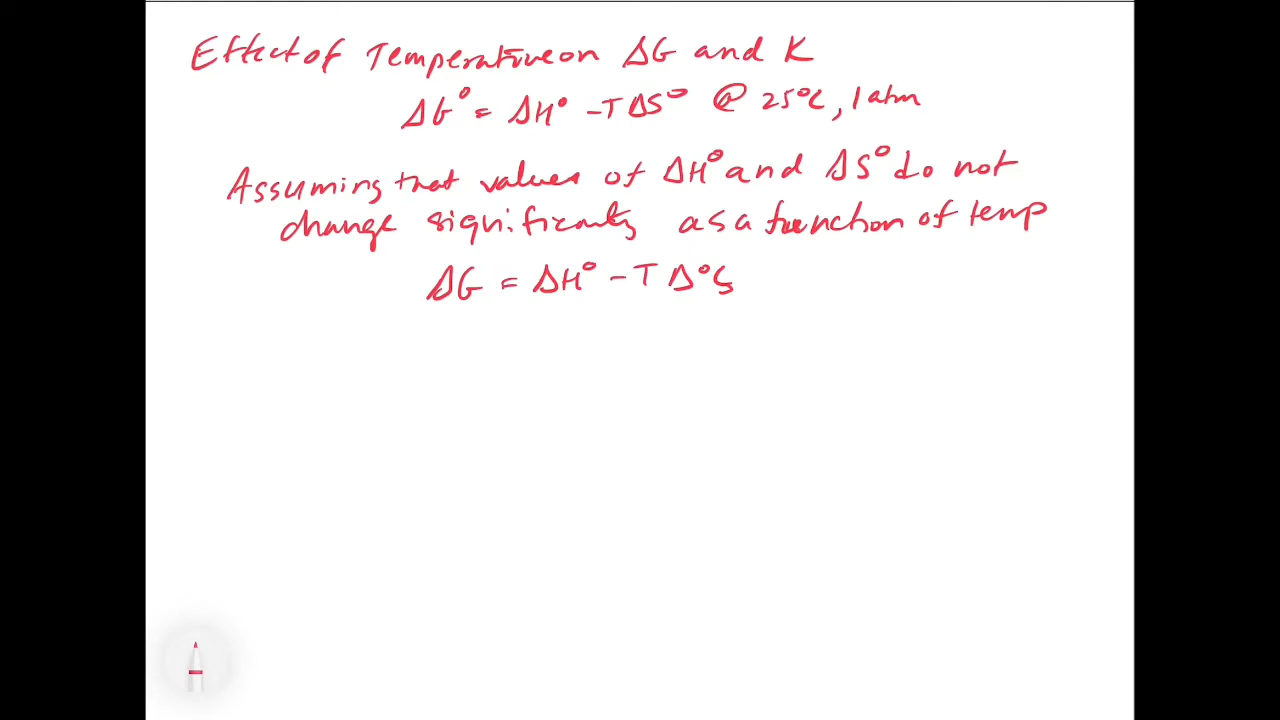 Effect of Temperature on ΔG and K
ΔG° = ΔH° - TΔS° @ 25°C, 1 atm
Assuming that values of ΔH° and ΔS° do not
change significantly as a function of temp
ΔG = ΔH° - TΔ°S